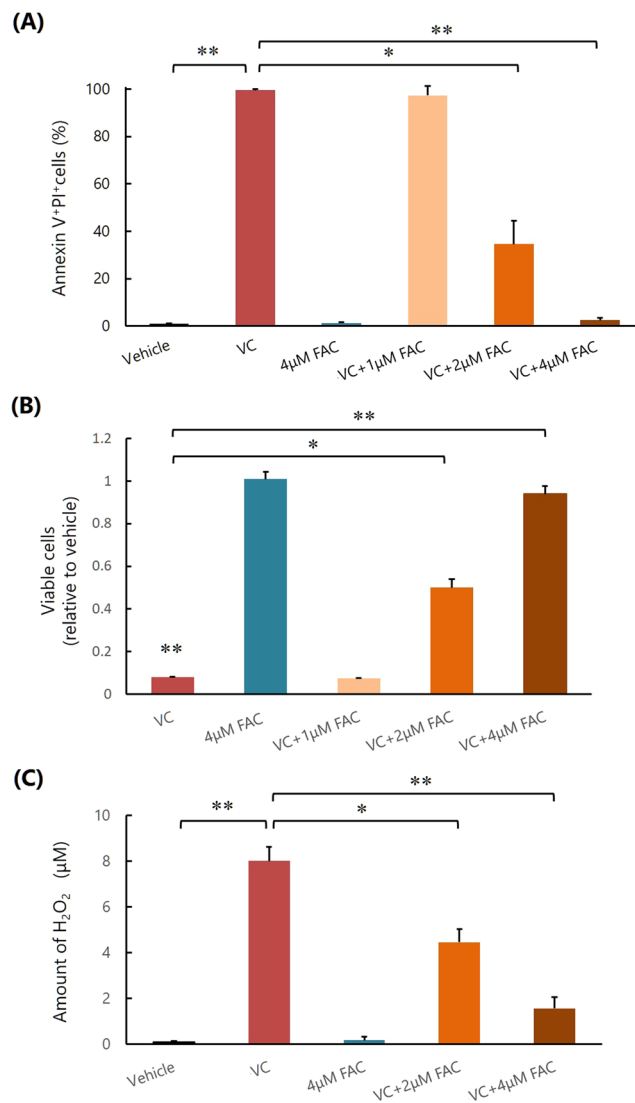 (A)
**
**
*
Annexin V⁺PI⁺cells (%)
100
80
60
40
20
0
Vehicle
VC
4μM FAC
VC+1μM FAC
VC+2μM FAC
VC+4μM FAC
(B)
**
*
Viable cells
(relative to vehicle)
1.2
1
0.8
0.6
0.4
0.2
0
**
VC
4μM FAC
VC+1μM FAC
VC+2μM FAC
VC+4μM FAC
(C)
**
**
*
Amount of H₂O₂ (μM)
10
8
6
4
2
0
Vehicle
VC
4μM FAC
VC+2μM FAC
VC+4μM FAC